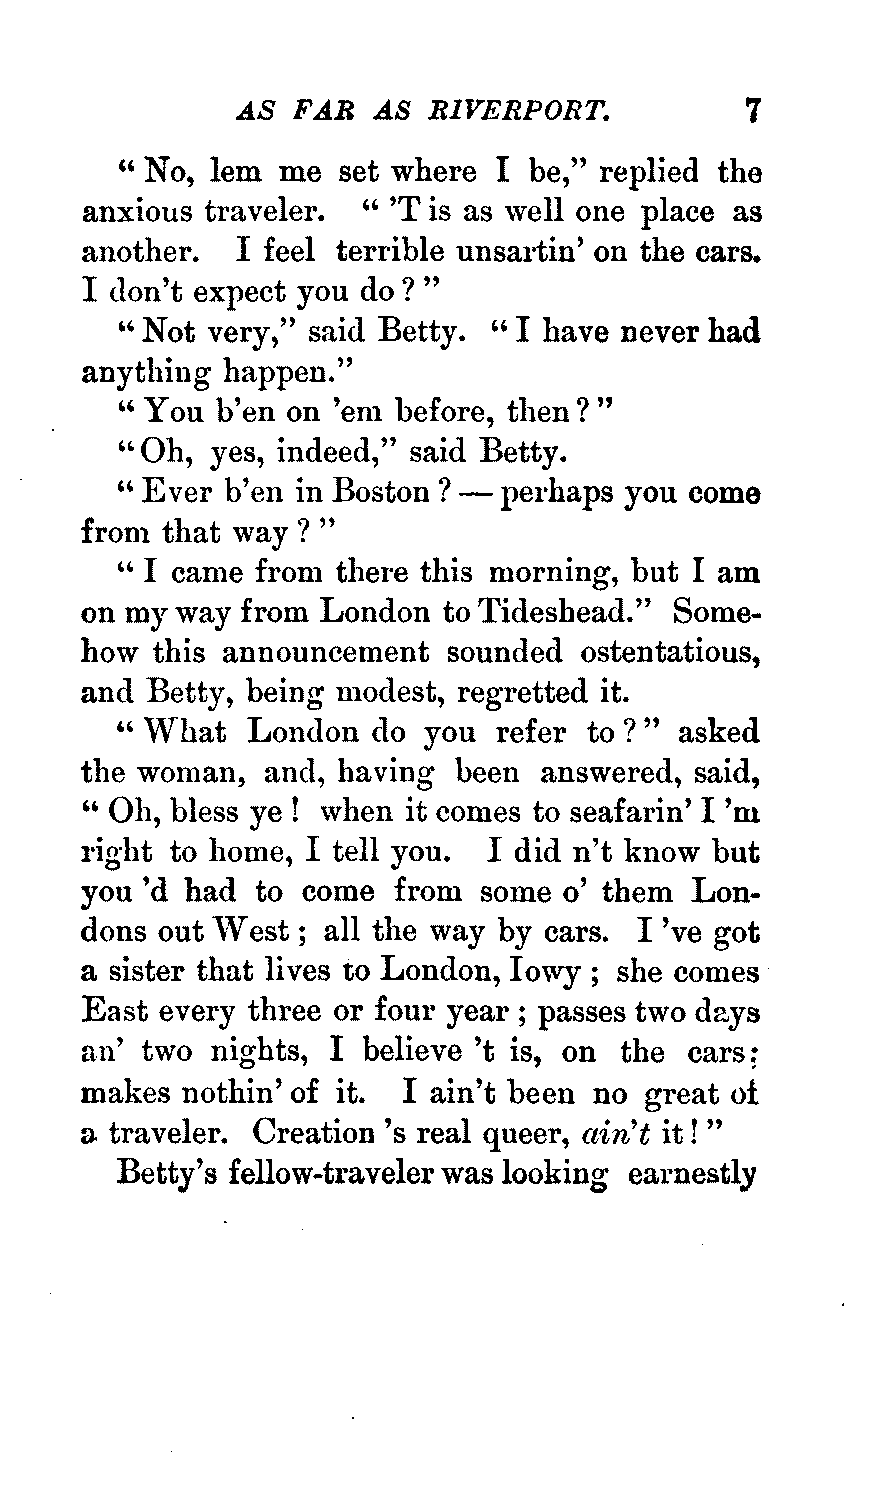 AS FAR AS RIVERPORT. 7
“ No, lem me set where I be,” replied the
anxious traveler. “ ’T is as well one place as
another. I feel terrible unsartin’ on the cars.
I don’t expect you do ? ”
“ Not very,” said Betty. “ I have never had
anything happen.”
“ You b’en on ’em before, then ? ”
“ Oh, yes, indeed,” said Betty.
“ Ever b’en in Boston ? — perhaps you come
from that way ? ”
“ I came from there this morning, but I am
on my way from London to Tideshead.” Some-
how this announcement sounded ostentatious,
and Betty, being modest, regretted it.
“ What London do you refer to ? ” asked
the woman, and, having been answered, said,
“ Oh, bless ye ! when it comes to seafarin’ I ’m
right to home, I tell you. I did n’t know but
you ’d had to come from some o’ them Lon-
dons out West ; all the way by cars. I ’ve got
a sister that lives to London, Iowy ; she comes
East every three or four year ; passes two days
an’ two nights, I believe ’t is, on the cars ;
makes nothin’ of it. I ain’t been no great of
a traveler. Creation ’s real queer, ain’t it ! ”
Betty’s fellow-traveler was looking earnestly